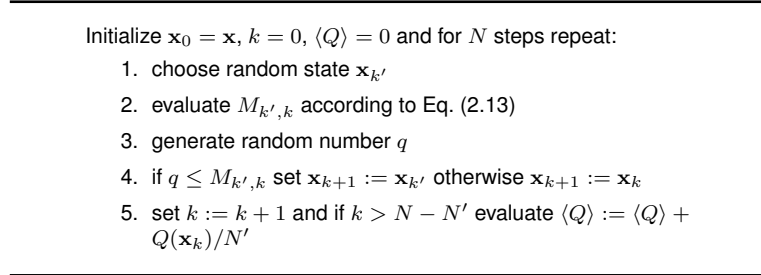 Initialize x₀ = x, k = 0, ⟨Q⟩ = 0 and for N steps repeat:
1. choose random state xₖ′
2. evaluate Mₖ′,ₖ according to Eq. (2.13)
3. generate random number q
4. if q ≤ Mₖ′,ₖ set xₖ₊₁ := xₖ′ otherwise xₖ₊₁ := xₖ
5. set k := k + 1 and if k > N − N′ evaluate ⟨Q⟩ := ⟨Q⟩ +
Q(xₖ)/N′